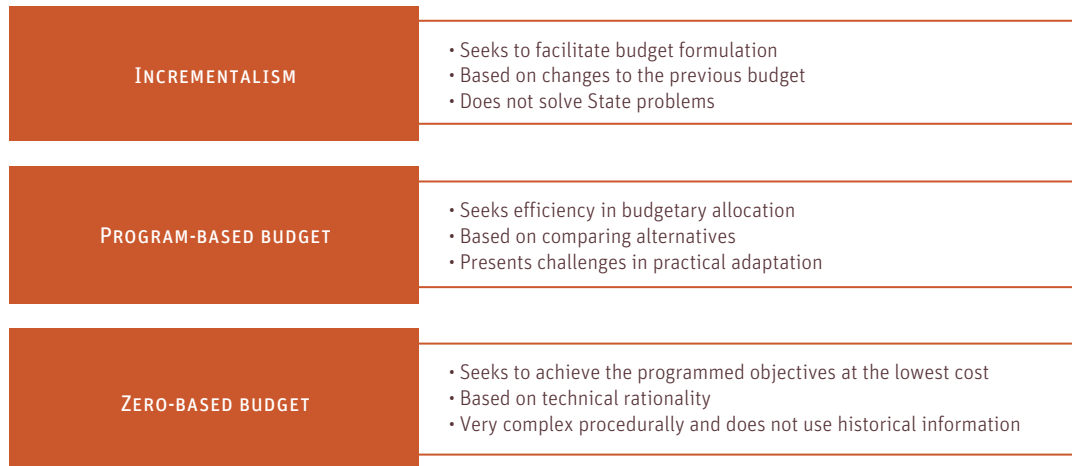 INCREMENTALISM
• Seeks to facilitate budget formulation
• Based on changes to the previous budget
• Does not solve State problems
PROGRAM-BASED BUDGET
• Seeks efficiency in budgetary allocation
• Based on comparing alternatives
• Presents challenges in practical adaptation
ZERO-BASED BUDGET
• Seeks to achieve the programmed objectives at the lowest cost
• Based on technical rationality
• Very complex procedurally and does not use historical information